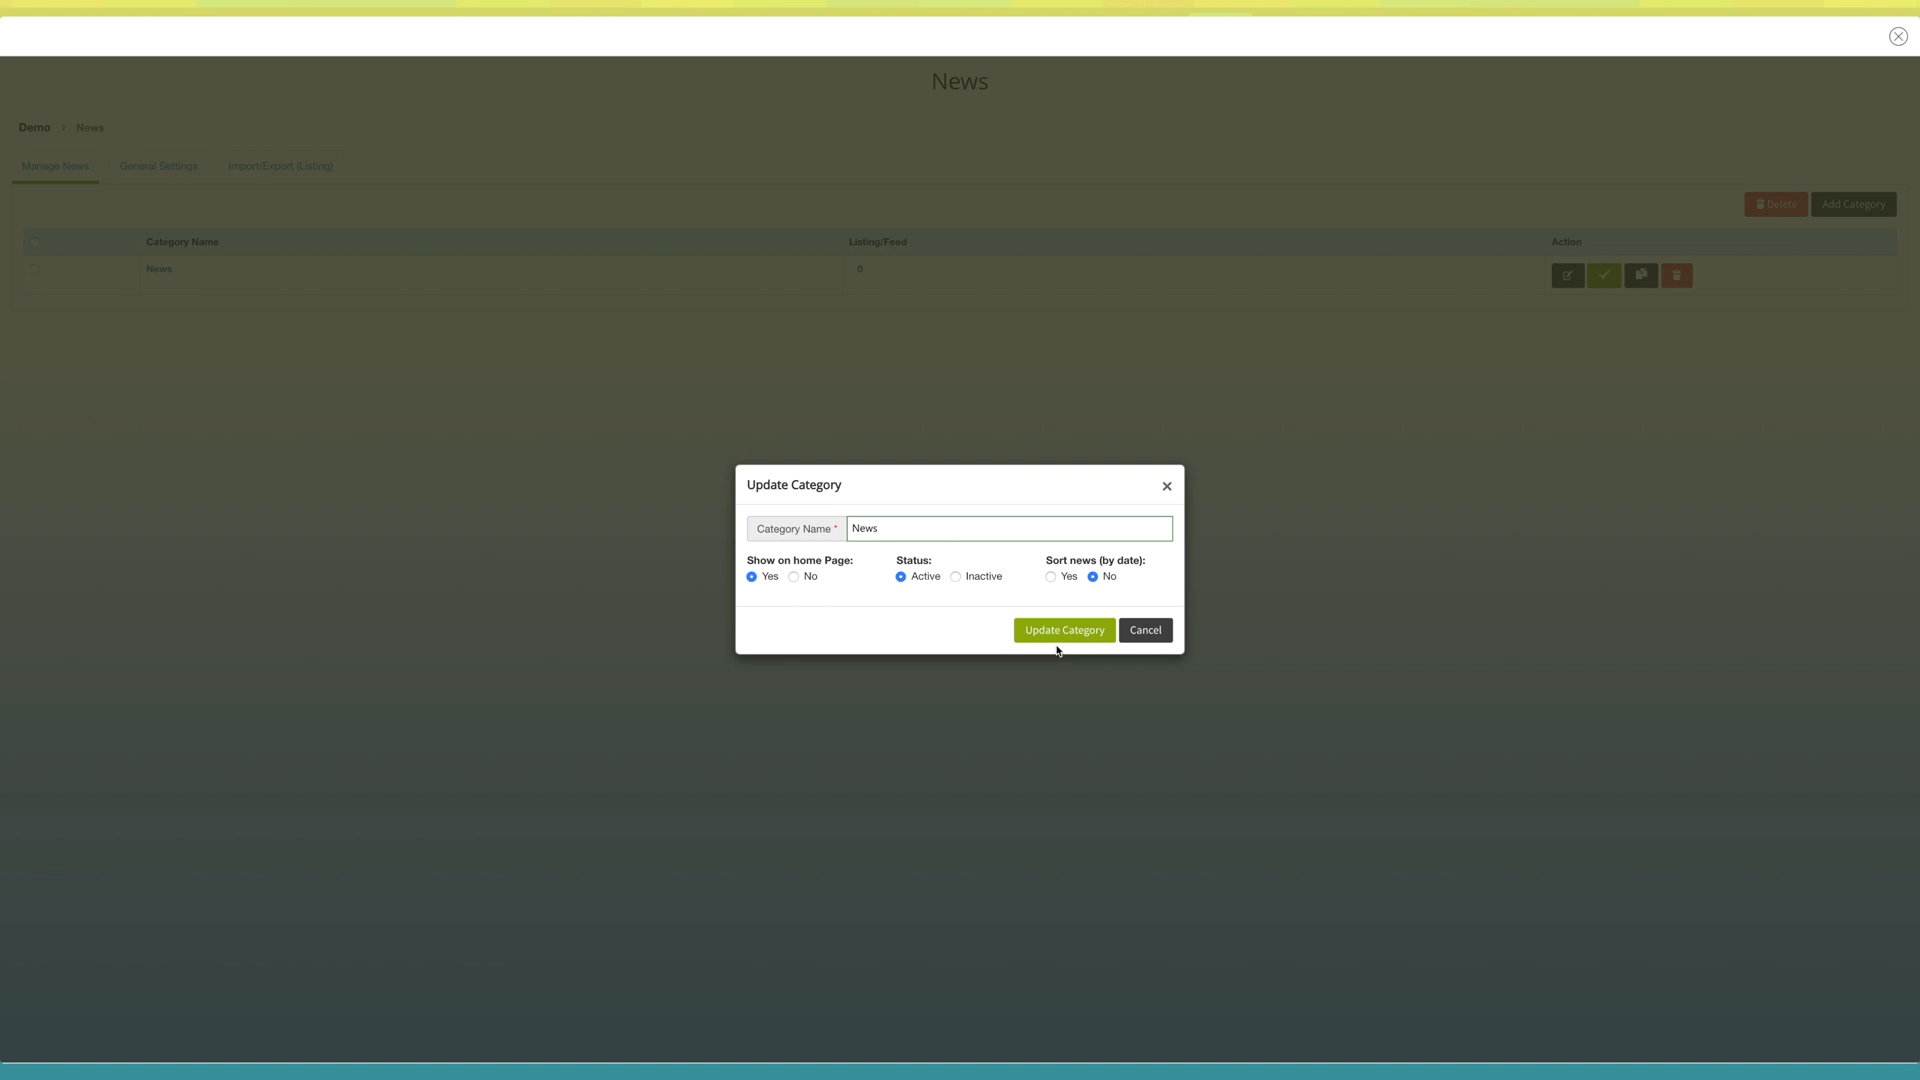 News
Demo > News
Manage News General Settings Import/Export (Listing)
Delete Add Category
Category Name Listing/Feed Action
News 0
Update Category ×
Category Name * News
Show on home Page: Status: Sort news (by date):
Yes No Active Inactive Yes No
Update Category Cancel